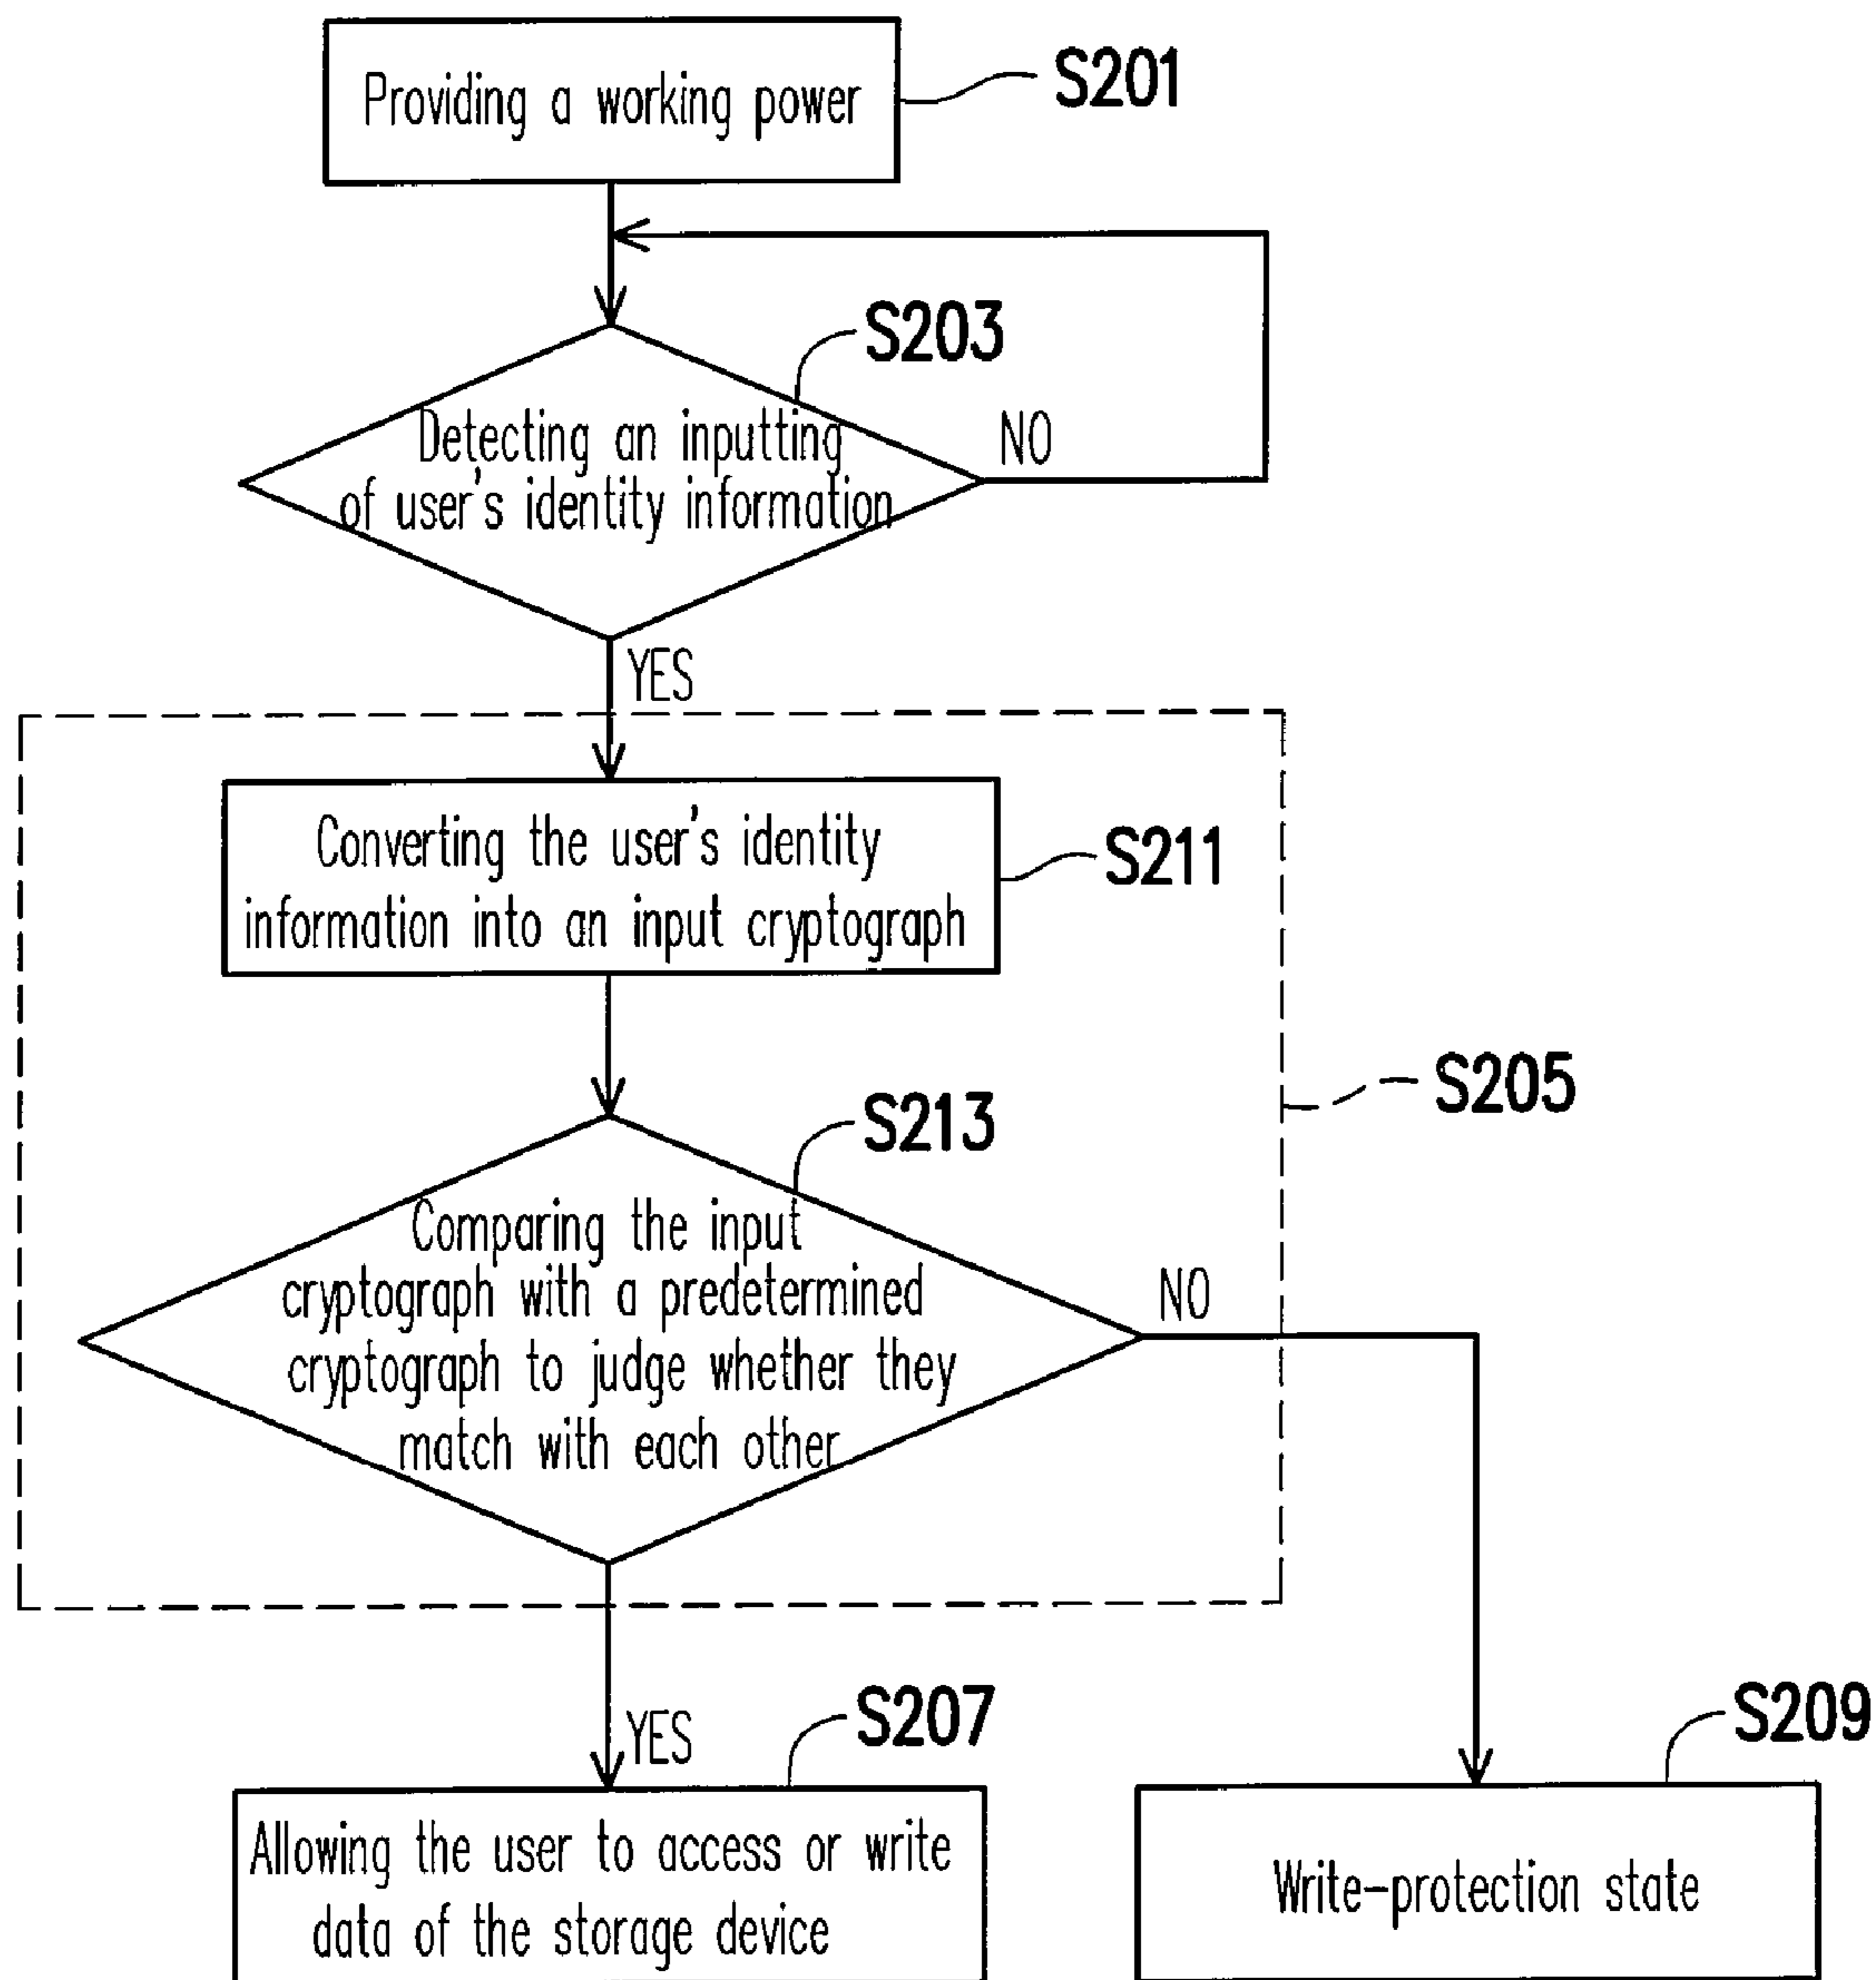 Providing a working power
S201
S203
Detecting an inputting
of user's identity information
NO
YES
Converting the user's identity
information into an input cryptograph
S211
S205
S213
Comparing the input
cryptograph with a predetermined
cryptograph to judge whether they
match with each other
NO
YES
S207
S209
Allowing the user to access or write
data of the storage device
Write-protection state